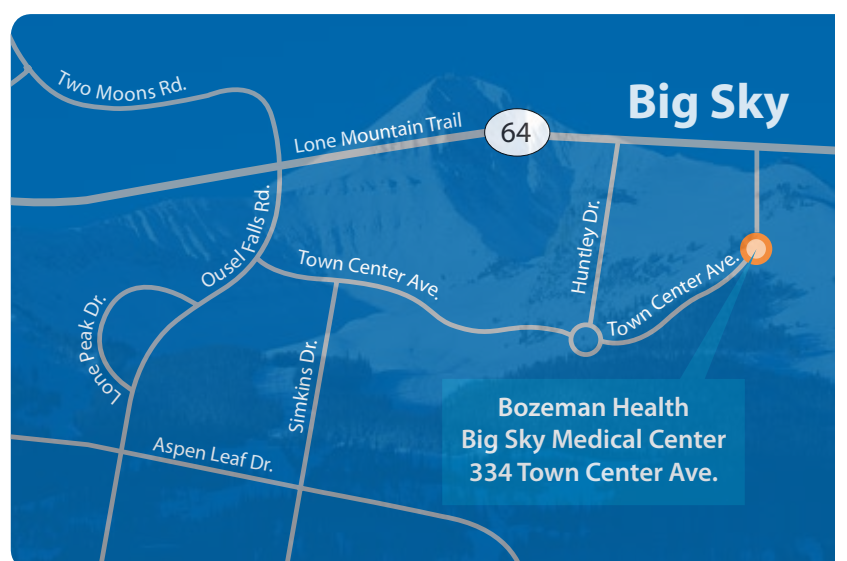 Two Moons Rd.
Big Sky
Lone Mountain Trail
64
Ousel Falls Rd.
Town Center Ave.
Huntley Dr.
Town Center Ave.
Lone Peak Dr.
Simkins Dr.
Aspen Leaf Dr.
Bozeman Health
Big Sky Medical Center
334 Town Center Ave.